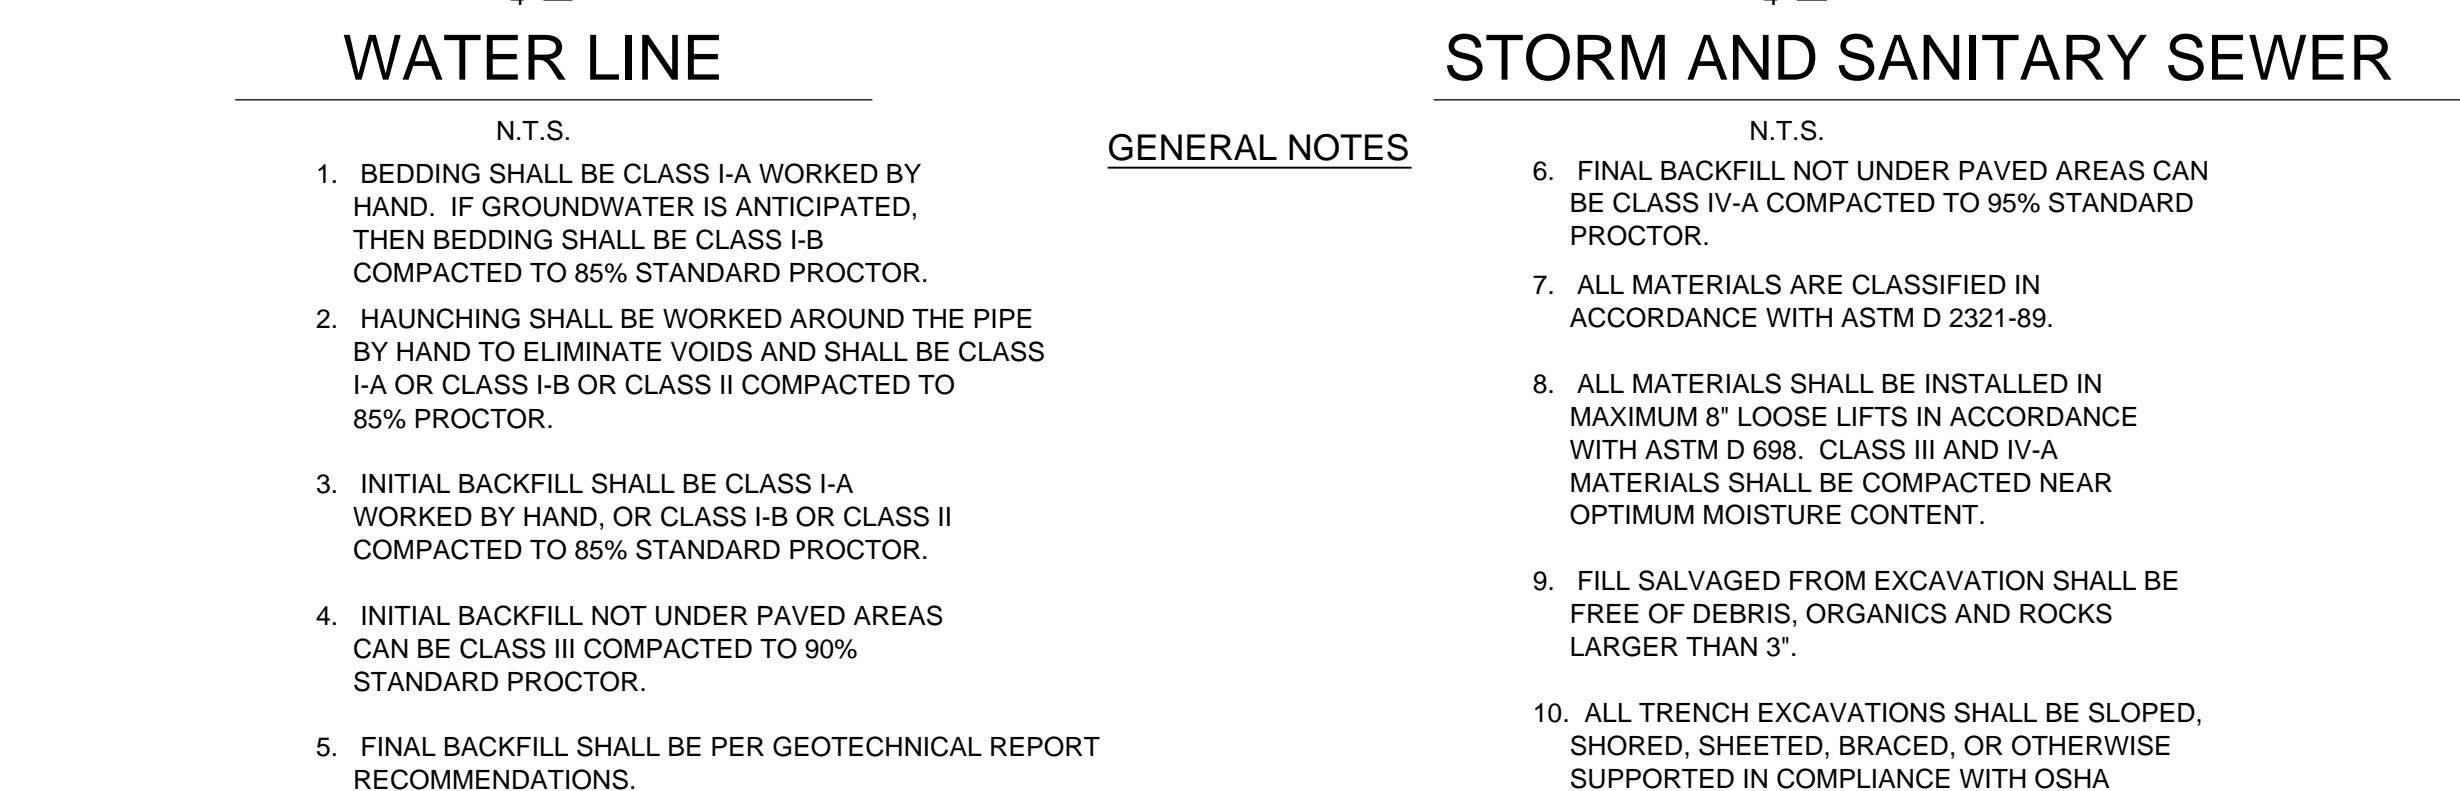 WATER LINE
N.T.S.
STORM AND SANITARY SEWER
N.T.S.
GENERAL NOTES
1. BEDDING SHALL BE CLASS I-A WORKED BY
HAND. IF GROUNDWATER IS ANTICIPATED,
THEN BEDDING SHALL BE CLASS I-B
COMPACTED TO 85% STANDARD PROCTOR.
2. HAUNCHING SHALL BE WORKED AROUND THE PIPE
BY HAND TO ELIMINATE VOIDS AND SHALL BE CLASS
I-A OR CLASS I-B OR CLASS II COMPACTED TO
85% PROCTOR.
3. INITIAL BACKFILL SHALL BE CLASS I-A
WORKED BY HAND, OR CLASS I-B OR CLASS II
COMPACTED TO 85% STANDARD PROCTOR.
4. INITIAL BACKFILL NOT UNDER PAVED AREAS
CAN BE CLASS III COMPACTED TO 90%
STANDARD PROCTOR.
5. FINAL BACKFILL SHALL BE PER GEOTECHNICAL REPORT
RECOMMENDATIONS.
6. FINAL BACKFILL NOT UNDER PAVED AREAS CAN
BE CLASS IV-A COMPACTED TO 95% STANDARD
PROCTOR.
7. ALL MATERIALS ARE CLASSIFIED IN
ACCORDANCE WITH ASTM D 2321-89.
8. ALL MATERIALS SHALL BE INSTALLED IN
MAXIMUM 8" LOOSE LIFTS IN ACCORDANCE
WITH ASTM D 698. CLASS III AND IV-A
MATERIALS SHALL BE COMPACTED NEAR
OPTIMUM MOISTURE CONTENT.
9. FILL SALVAGED FROM EXCAVATION SHALL BE
FREE OF DEBRIS, ORGANICS AND ROCKS
LARGER THAN 3".
10. ALL TRENCH EXCAVATIONS SHALL BE SLOPED,
SHORED, SHEETED, BRACED, OR OTHERWISE
SUPPORTED IN COMPLIANCE WITH OSHA